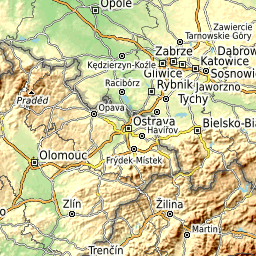 Opole
Zawiercie
Tarnowskie Góry
Zabrze
Dąbrow
Kędzierzyn-Koźle
Katowice
Gliwice
Sosnowi
Racibórz
Rybnik
Jaworzno
Praděd
Tychy
Opava
Ostrava
Havířov
Bielsko-Bia
Olomouc
Frýdek-Místek
Zlín
Žilina
Martin
Trenčín